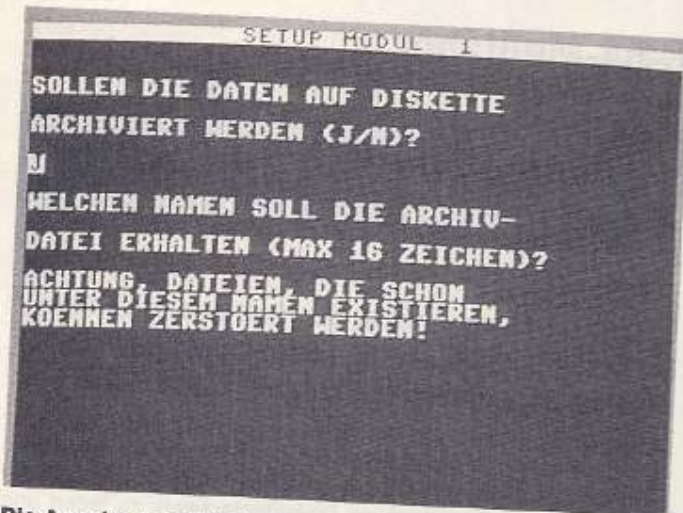 SETUP MODUL 1
SOLLEN DIE DATEN AUF DISKETTE
ARCHIVIERT WERDEN (J/N)?
J
WELCHEN NAMEN SOLL DIE ARCHIV-
DATEI ERHALTEN (MAX 16 ZEICHEN)?
ACHTUNG, DATEIEN, DIE SCHON
UNTER DIESEM NAMEN EXISTIEREN,
KOENNEN ZERSTOERT WERDEN!
Die